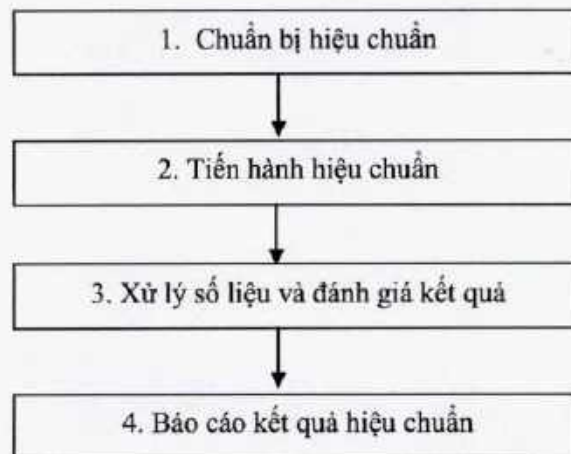 1. Chuẩn bị hiệu chuẩn
2. Tiến hành hiệu chuẩn
3. Xử lý số liệu và đánh giá kết quả
4. Báo cáo kết quả hiệu chuẩn